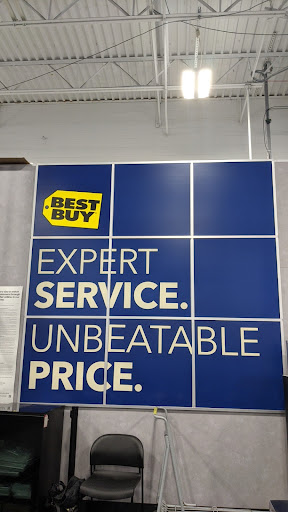 BEST
BUY
EXPERT
SERVICE.
UNBEATABLE
PRICE.